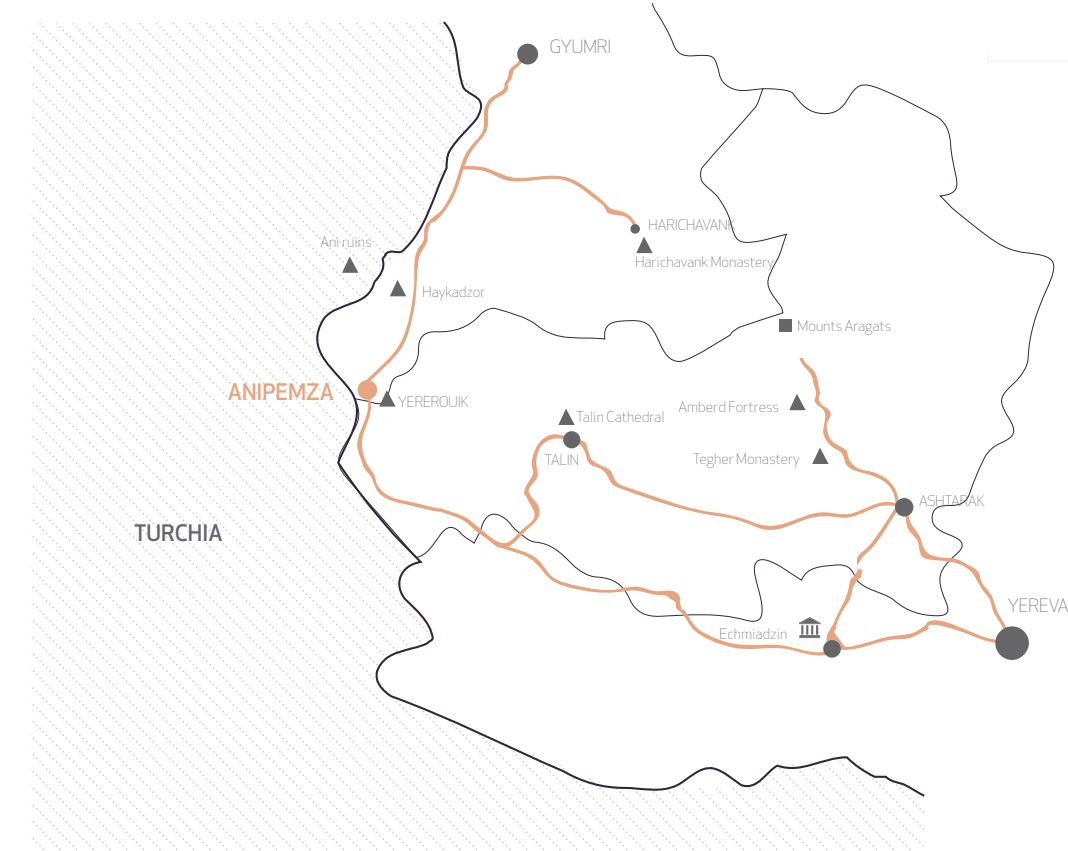 GYUMRI
HARICHAVANK
Ani ruins
Harichavank Monastery
Haykadzor
Mounts Aragats
ANIPEMZA
YEREROUIK
Amberd Fortress
Talin Cathedral
TALIN
Tegher Monastery
ASHTARAK
TURCHIA
YEREVA
Echmiadzin